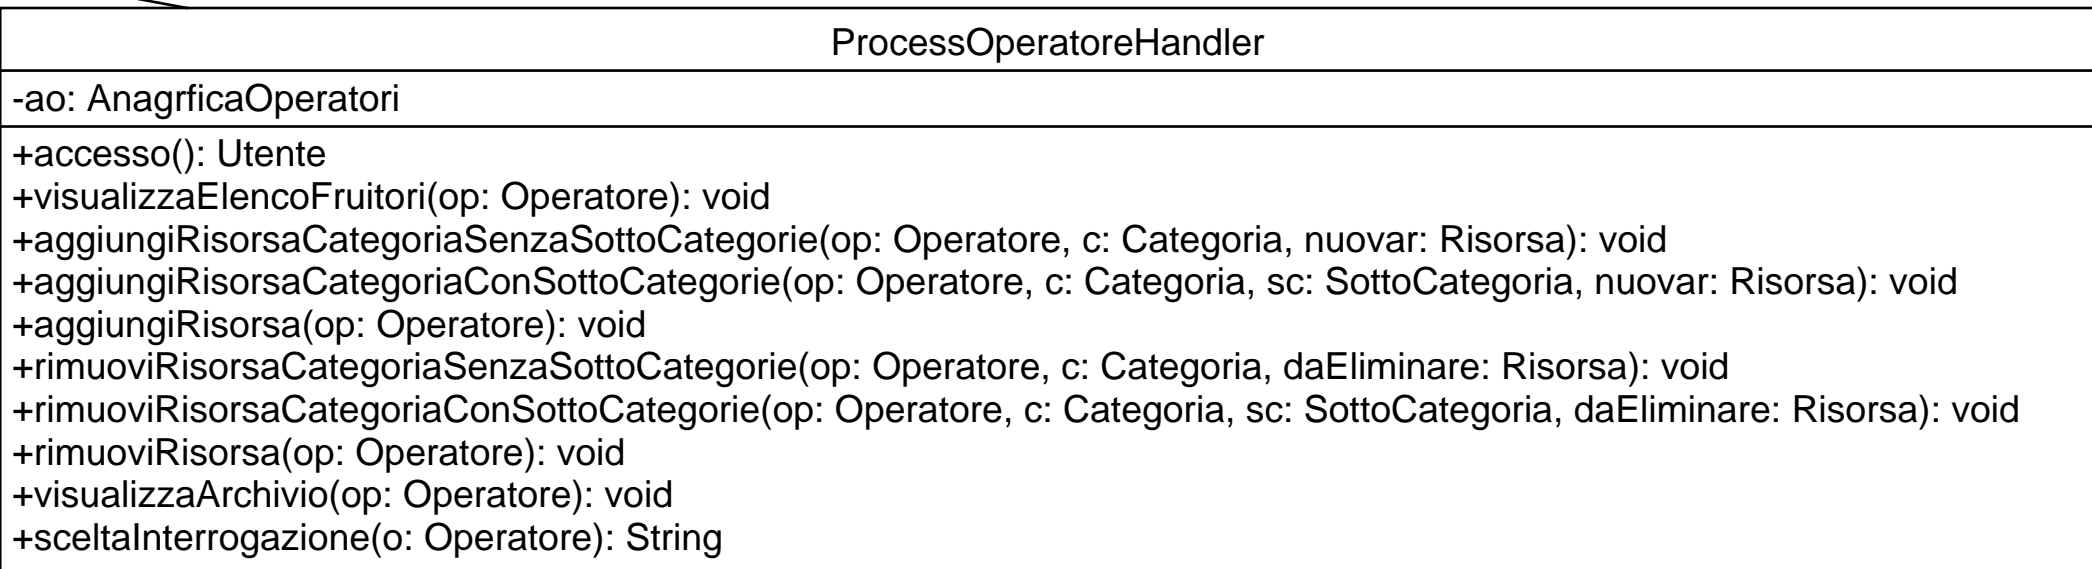 ProcessOperatoreHandler
-ao: AnagrficaOperatori
+accesso(): Utente
+visualizzaElencoFruitori(op: Operatore): void
+aggiungiRisorsaCategoriaSenzaSottoCategorie(op: Operatore, c: Categoria, nuovar: Risorsa): void
+aggiungiRisorsaCategoriaConSottoCategorie(op: Operatore, c: Categoria, sc: SottoCategoria, nuovar: Risorsa): void
+aggiungiRisorsa(op: Operatore): void
+rimuoviRisorsaCategoriaSenzaSottoCategorie(op: Operatore, c: Categoria, daEliminare: Risorsa): void
+rimuoviRisorsaCategoriaConSottoCategorie(op: Operatore, c: Categoria, sc: SottoCategoria, daEliminare: Risorsa): void
+rimuoviRisorsa(op: Operatore): void
+visualizzaArchivio(op: Operatore): void
+sceltaInterrogazione(o: Operatore): String